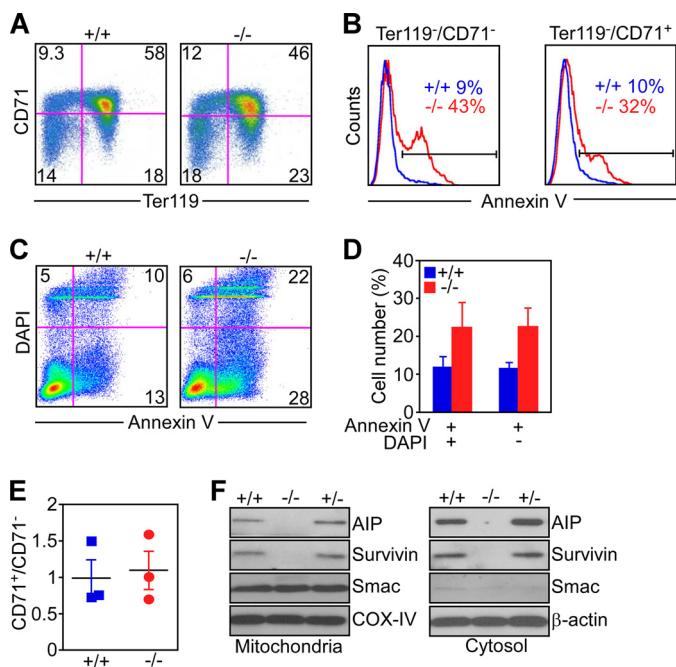 A
+/+
-/-
9.3
58
12
46
CD71
14
18
18
23
Ter119
B
Ter119-/CD71-
Ter119-/CD71+
+/+ 9%
-/- 43%
+/+ 10%
-/- 32%
Counts
Annexin V
C
+/+
-/-
5
10
6
22
DAPI
13
28
Annexin V
D
+/+
-/-
Cell number (%)
40
30
20
10
0
Annexin V + +
DAPI + -
E
CD71+/CD71-
2
1.5
1
0.5
0
+/+
-/-
F
+/+ -/- +/-
AIP
Survivin
Smac
COX-IV
Mitochondria
+/+ -/- +/-
AIP
Survivin
Smac
β-actin
Cytosol